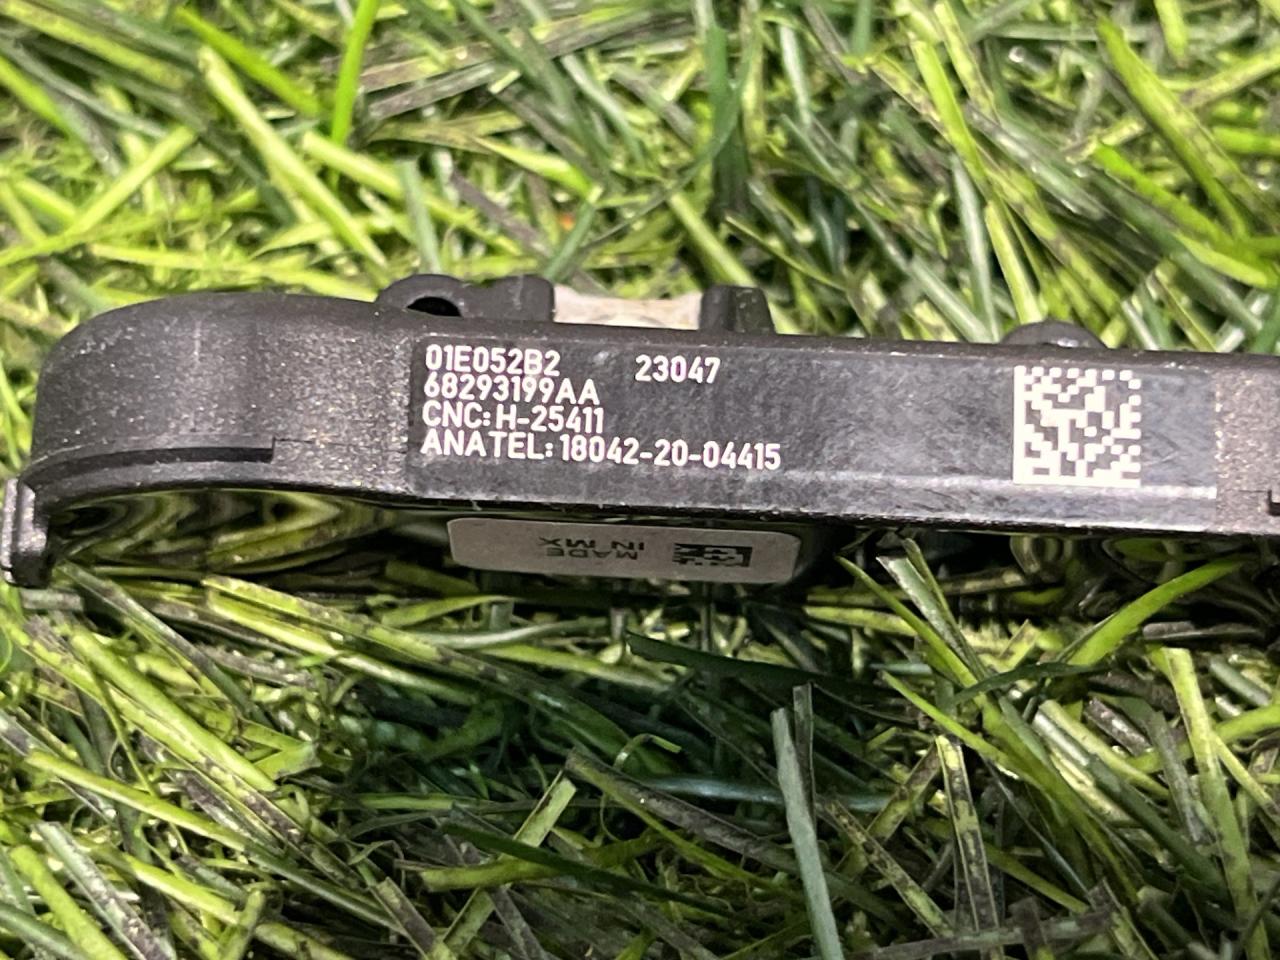 01E052B2 23047
68293199AA
CNC: H-25411
ANATEL: 18042-20-04415
MADE
IN MX